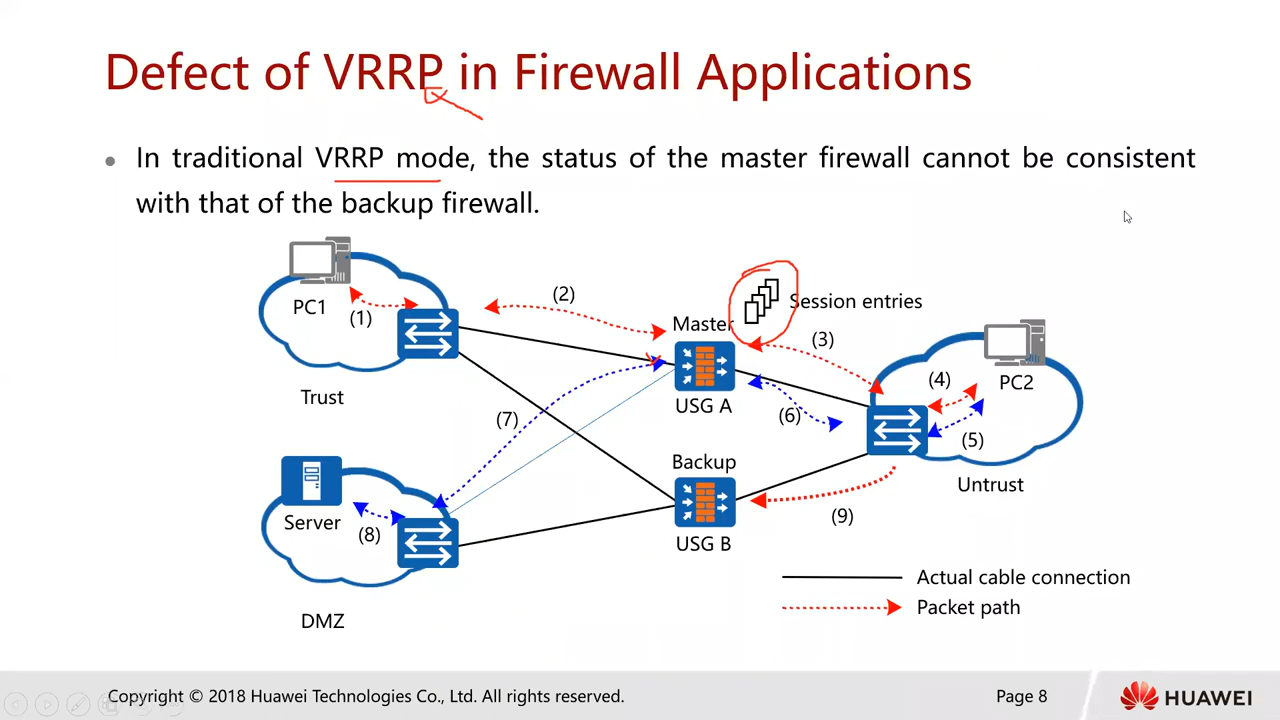 Defect of VRRP in Firewall Applications
In traditional VRRP mode, the status of the master firewall cannot be consistent
with that of the backup firewall.
PC1
(1)
(2)
Session entries
Master
(3)
USG A
(4)
PC2
Trust
(7)
(6)
(5)
Backup
Untrust
Server
(8)
(9)
USG B
Actual cable connection
Packet path
DMZ
Copyright © 2018 Huawei Technologies Co., Ltd. All rights reserved.
Page 8
HUAWEI